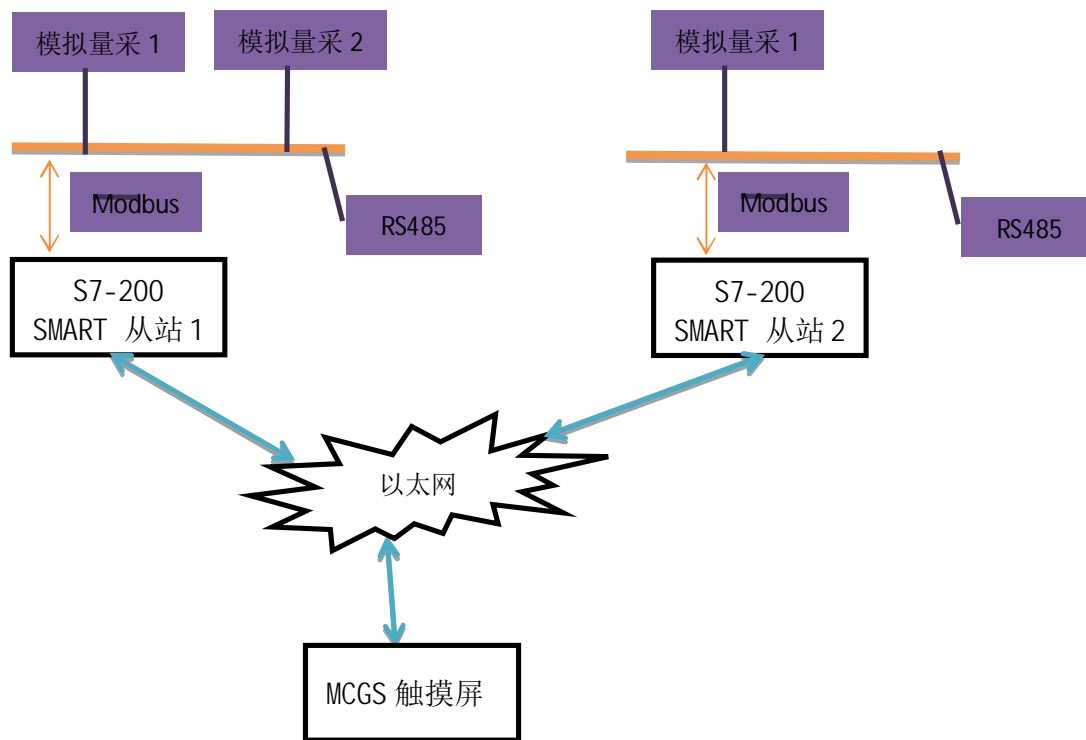 模拟量采 1
模拟量采 2
模拟量采 1
Modbus
RS485
Modbus
RS485
S7-200
SMART 从站 1
S7-200
SMART 从站 2
以太网
MCGS 触摸屏